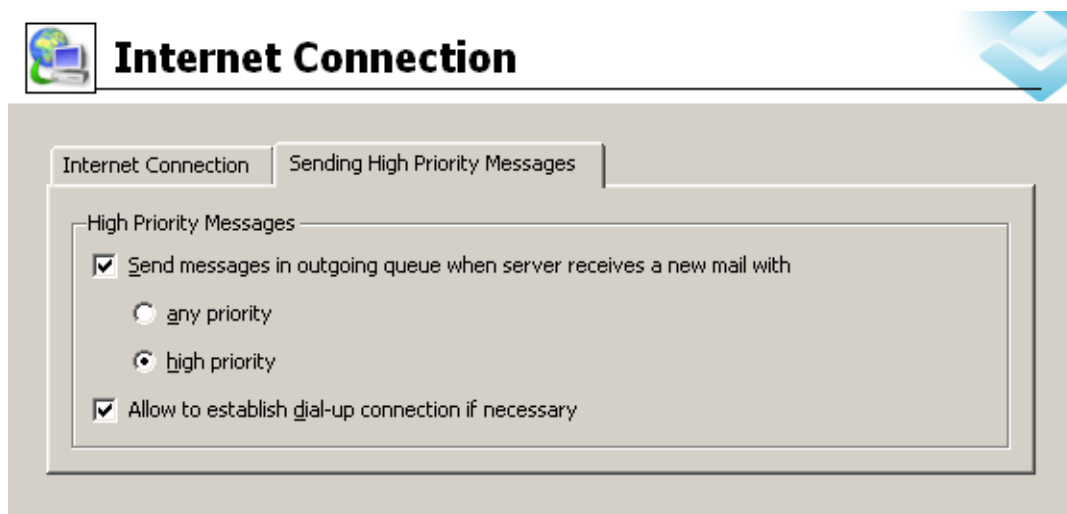 Internet Connection
Internet Connection
Sending High Priority Messages
High Priority Messages
Send messages in outgoing queue when server receives a new mail with
any priority
high priority
Allow to establish dial-up connection if necessary